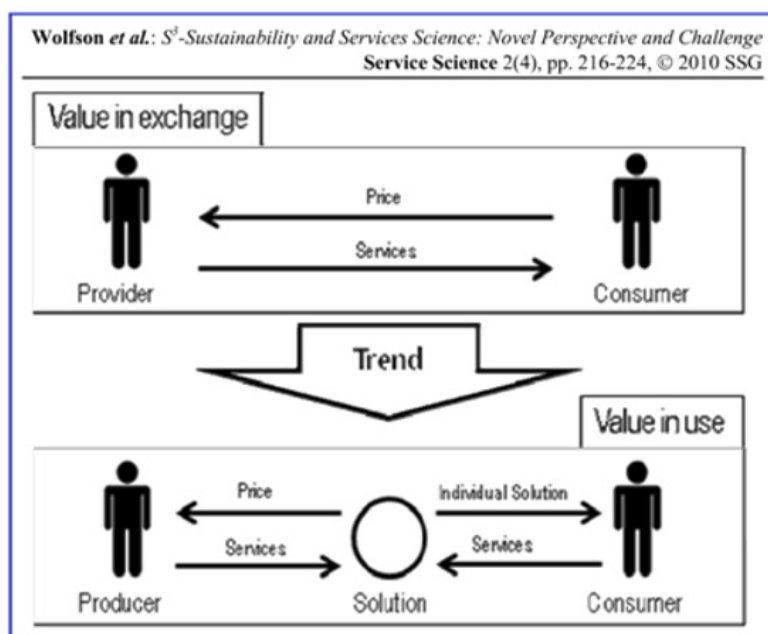 Wolfson et al.: S³-Sustainability and Services Science: Novel Perspective and Challenge
Service Science 2(4), pp. 216-224, © 2010 SSG
Value in exchange
Price
Services
Provider
Consumer
Trend
Value in use
Price
Individual Solution
Services
Services
Producer
Solution
Consumer